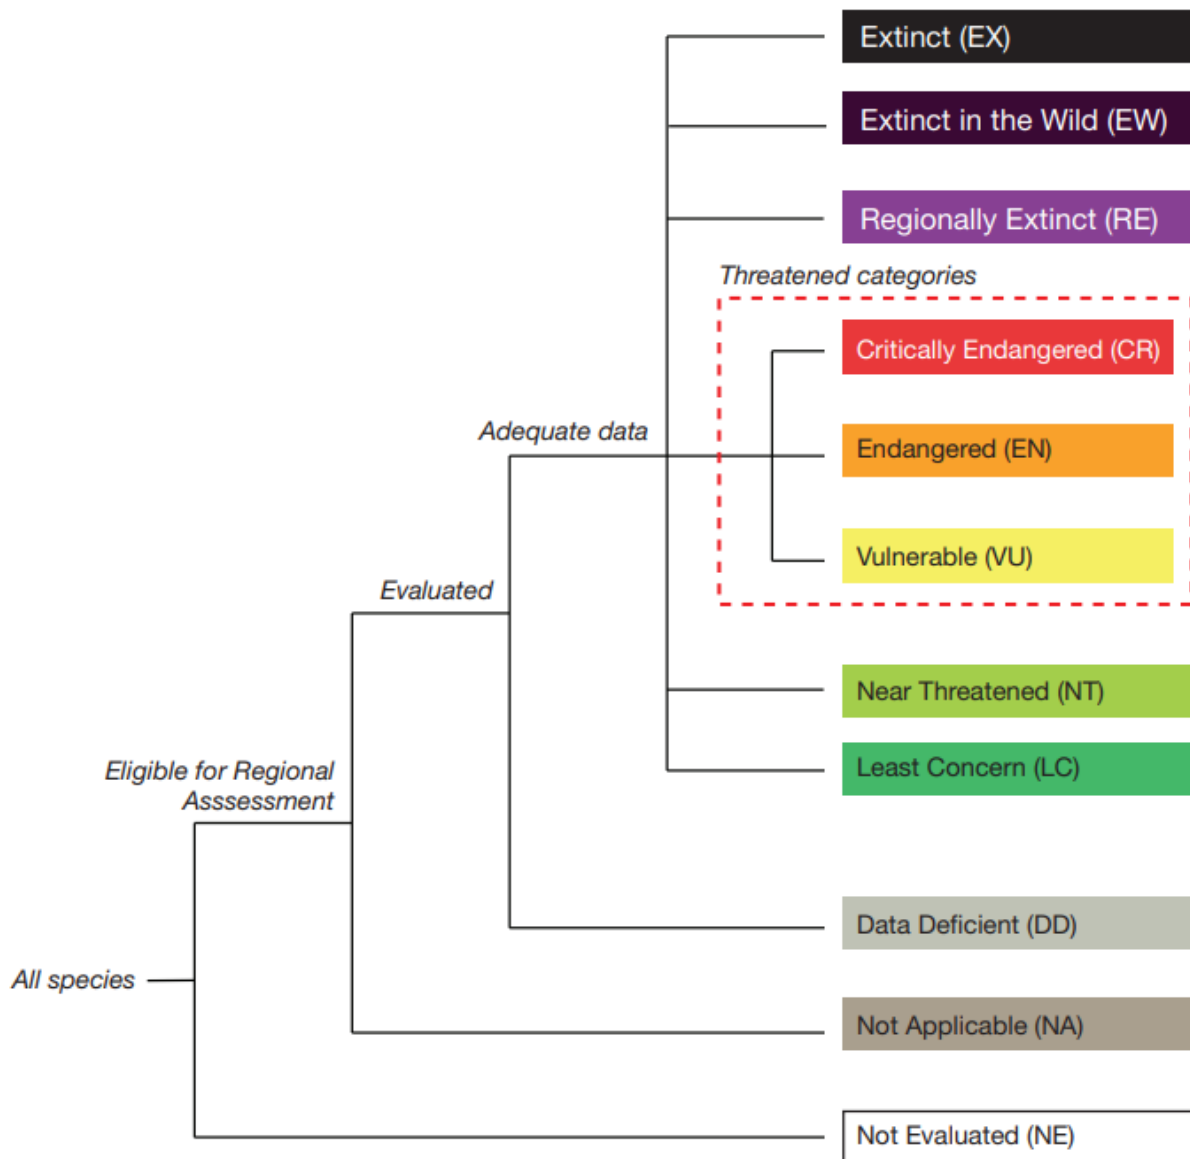 Extinct (EX)
Extinct in the Wild (EW)
Regionally Extinct (RE)
Threatened categories
Critically Endangered (CR)
Adequate data
Endangered (EN)
Vulnerable (VU)
Evaluated
Near Threatened (NT)
Eligible for Regional
Asssessment
Least Concern (LC)
Data Deficient (DD)
All species
Not Applicable (NA)
Not Evaluated (NE)